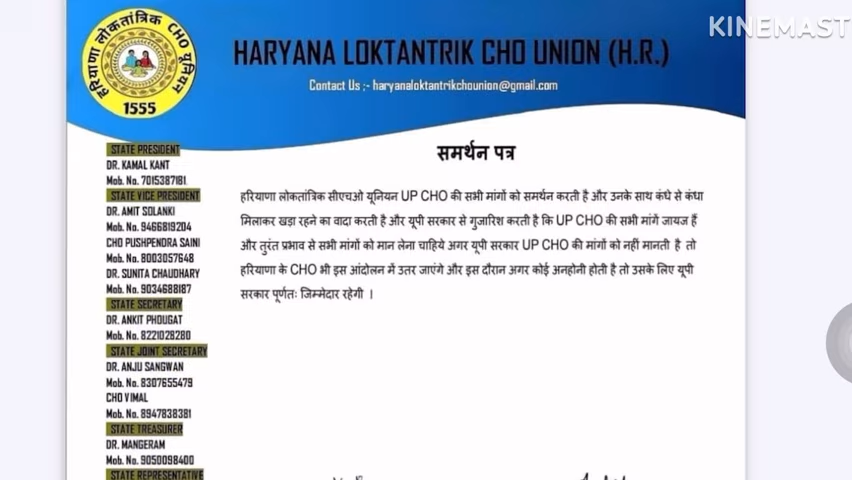 KINEMAST
हरियाणा लोकतांत्रिक CHO यूनियन
1555
HARYANA LOKTANTRIK CHO UNION (H.R.)
Contact Us ;- haryanaloktantrikchounion@gmail.com
STATE PRESIDENT
DR. KAMAL KANT
Mob. No. 7015387181
STATE VICE PRESIDENT
DR. AMIT SOLANKI
Mob. No. 9466819204
CHO PUSHPENDRA SAINI
Mob. No. 8003057648
DR. SUNITA CHAUDHARY
Mob. No. 9034688187
STATE SECRETARY
DR. ANKIT PHOUGAT
Mob. No. 8221028280
STATE JOINT SECRETARY
DR. ANJU SANGWAN
Mob. No. 8307655479
CHO VIMAL
Mob. No. 8947838381
STATE TREASURER
DR. MANGERAM
Mob. No. 9050098400
STATE REPRESENTATIVE
समर्थन पत्र
हरियाणा लोकतांत्रिक सीएचओ यूनियन UP CHO की सभी मांगों को समर्थन करती है और उनके साथ कंधे से कंधा
मिलाकर खड़ा रहने का वादा करती है और यूपी सरकार से गुजारिश करती है कि UP CHO की सभी मांगें जायज हैं
और तुरंत प्रभाव से सभी मांगों को मान लेना चाहिये अगर यूपी सरकार UP CHO की मांगों को नहीं मानती है तो
हरियाणा के CHO भी इस आंदोलन में उतर जाएंगे और इस दौरान अगर कोई अनहोनी होती है तो उसके लिए यूपी
सरकार पूर्णतः जिम्मेदार रहेगी ।